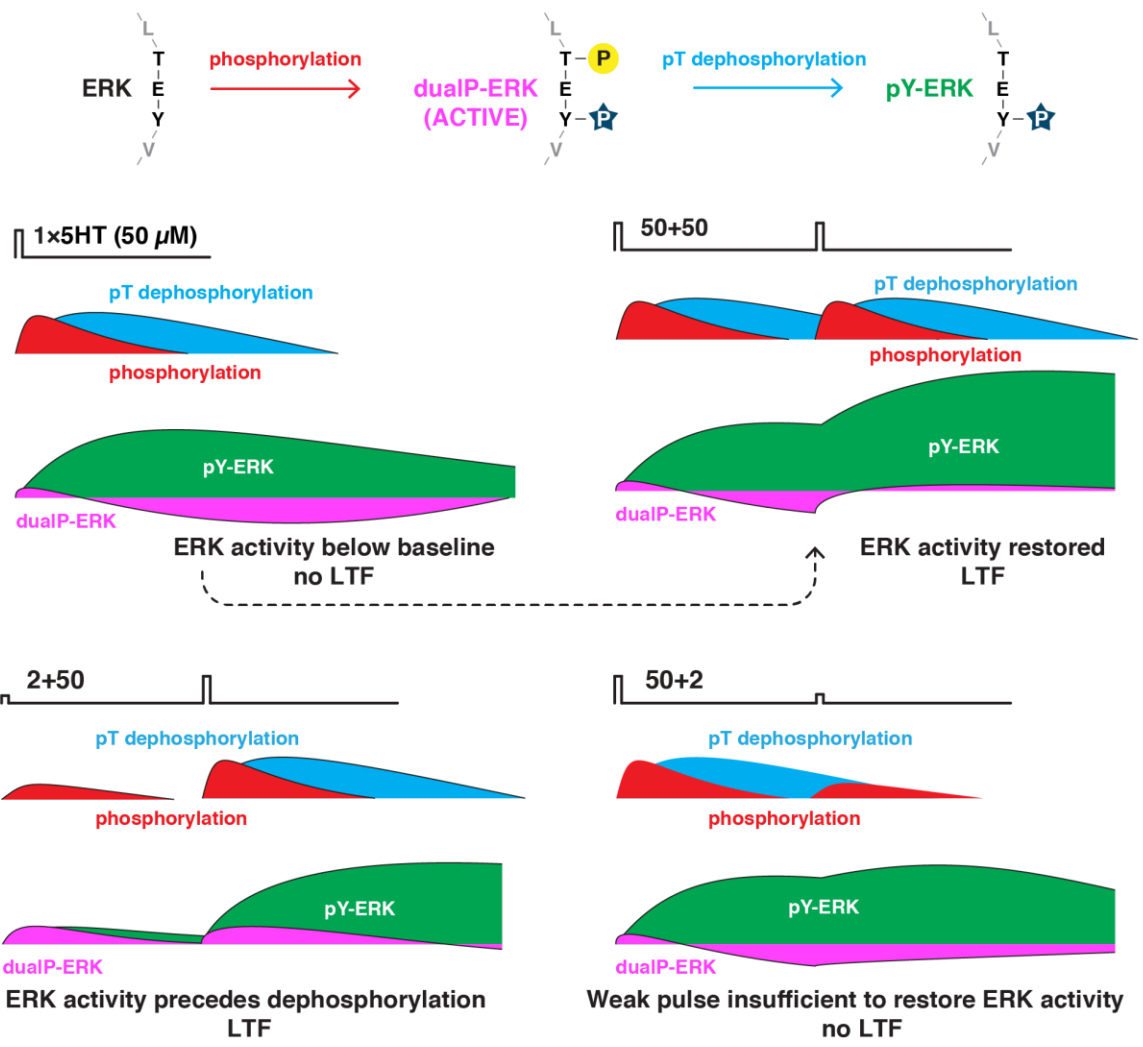 L
T
E
Y
V
ERK
phosphorylation
dualP-ERK
(ACTIVE)
L
T
E
Y
V
P
P
pT dephosphorylation
pY-ERK
L
T
E
Y
V
P
1×5HT (50 µM)
pT dephosphorylation
phosphorylation
pY-ERK
dualP-ERK
ERK activity below baseline
no LTF
50+50
pT dephosphorylation
phosphorylation
pY-ERK
dualP-ERK
ERK activity restored
LTF
2+50
pT dephosphorylation
phosphorylation
pY-ERK
dualP-ERK
ERK activity precedes dephosphorylation
LTF
50+2
pT dephosphorylation
phosphorylation
pY-ERK
dualP-ERK
Weak pulse insufficient to restore ERK activity
no LTF